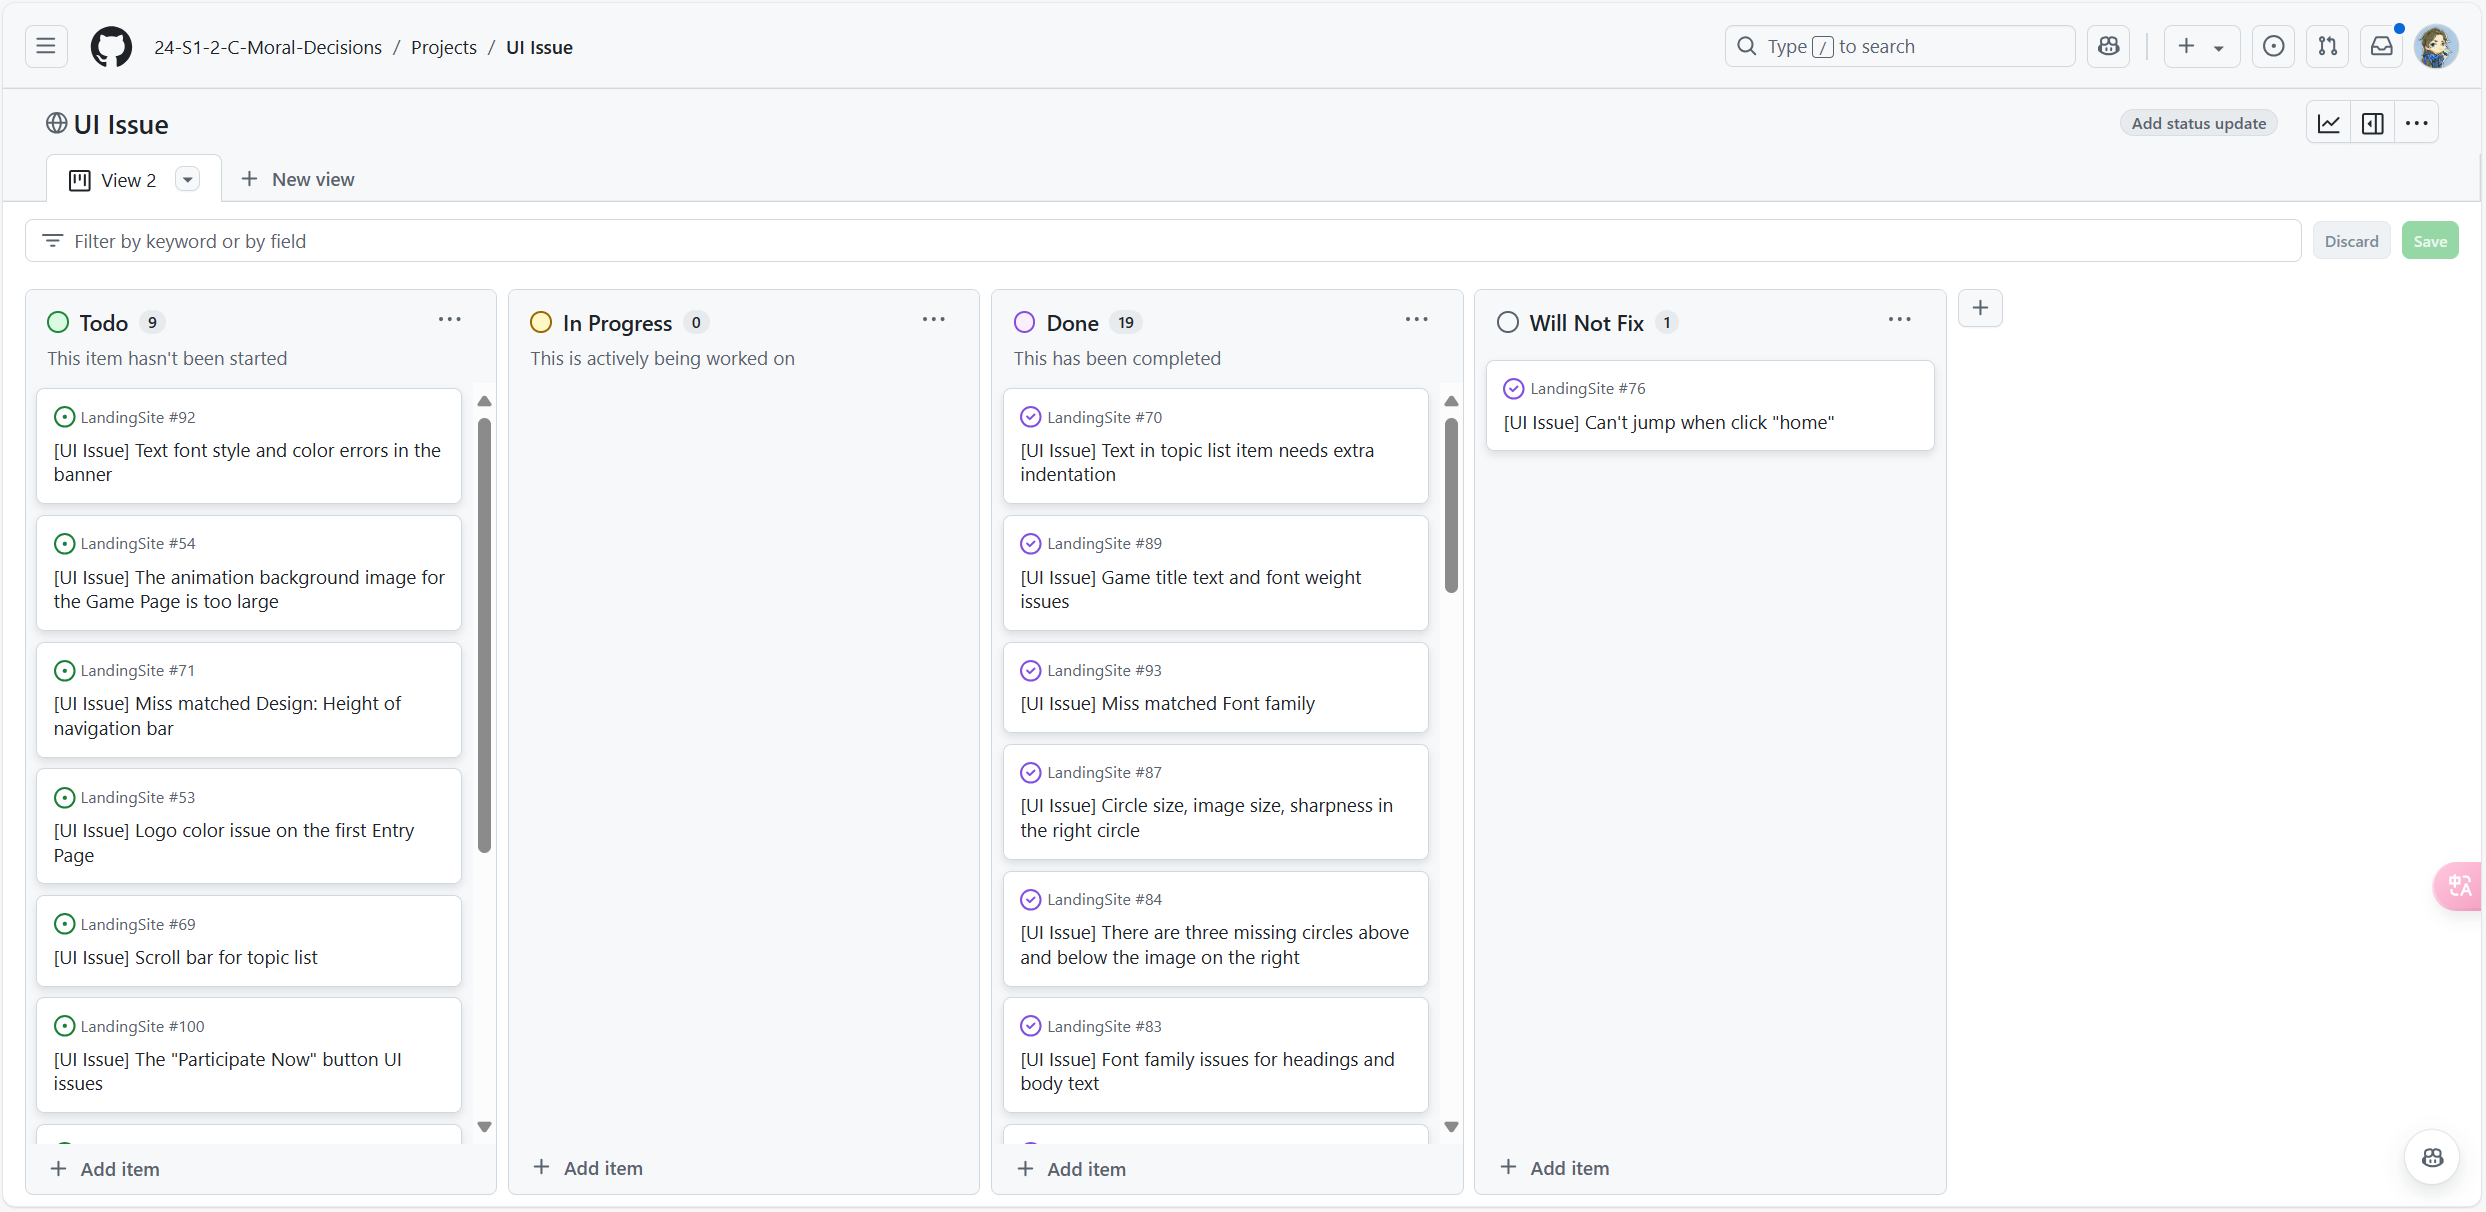 24-S1-2-C-Moral-Decisions / Projects / UI Issue
Type / to search
UI Issue
Add status update
View 2
New view
Filter by keyword or by field
Discard
Save
Todo 9
This item hasn't been started
LandingSite #92
[UI Issue] Text font style and color errors in the
banner
LandingSite #54
[UI Issue] The animation background image for
the Game Page is too large
LandingSite #71
[UI Issue] Miss matched Design: Height of
navigation bar
LandingSite #53
[UI Issue] Logo color issue on the first Entry
Page
LandingSite #69
[UI Issue] Scroll bar for topic list
LandingSite #100
[UI Issue] The "Participate Now" button UI
issues
Add item
In Progress 0
This is actively being worked on
Add item
Done 19
This has been completed
LandingSite #70
[UI Issue] Text in topic list item needs extra
indentation
LandingSite #89
[UI Issue] Game title text and font weight
issues
LandingSite #93
[UI Issue] Miss matched Font family
LandingSite #87
[UI Issue] Circle size, image size, sharpness in
the right circle
LandingSite #84
[UI Issue] There are three missing circles above
and below the image on the right
LandingSite #83
[UI Issue] Font family issues for headings and
body text
Add item
Will Not Fix 1
LandingSite #76
[UI Issue] Can't jump when click "home"
Add item
中A